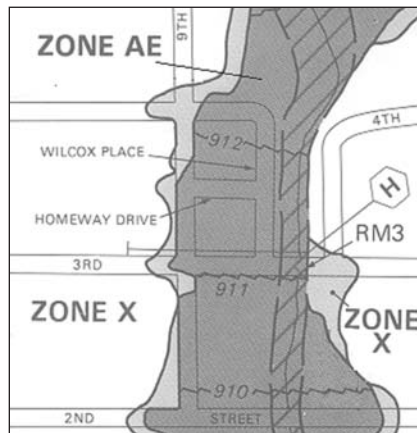 9TH
ZONE AE
4TH
912
WILCOX PLACE
H
HOMEWAY DRIVE
RM3
3RD
911
ZONE X
ZONE
X
910
2ND STREET